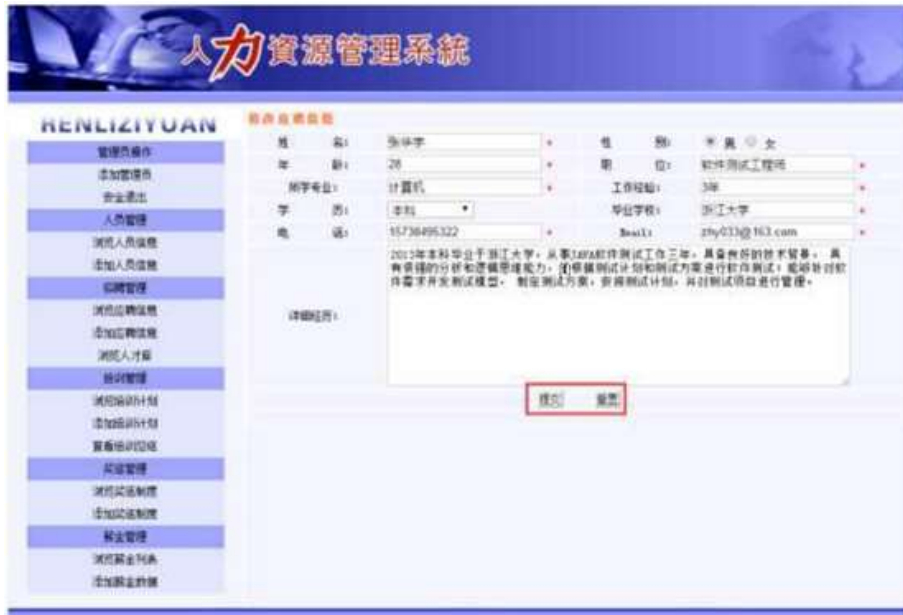 人力資源管理系統
RENLIZIYUAN
管理员操作
添加管理员
安全退出
人员管理
浏览人员信息
添加人员信息
招聘管理
浏览应聘信息
添加应聘信息
浏览人才库
培训管理
浏览培训计划
添加培训计划
查看培训总结
奖惩管理
浏览奖惩制度
添加奖惩制度
薪金管理
浏览薪金列表
添加薪金数据
修改应聘信息
姓 名: 张华宇 * 性 别: 男 女
年 龄: 28 * 职 位: 软件测试工程师 *
所学专业: 计算机 * 工作经验: 3年 *
学 历: 本科 毕业学校: 浙江大学 *
电 话: 15738495322 * Email: zhy033@163.com *
详细经历:
2013年本科毕业于浙江大学, 从事JAVA软件测试工作三年, 具备良好的技术背景, 具
有很强的分析和逻辑思维能力, 根据测试计划和测试方案进行软件测试; 能够针对软
件需求开发测试模型, 制定测试方案, 安排测试计划, 并对测试项目进行管理。
提交 重置